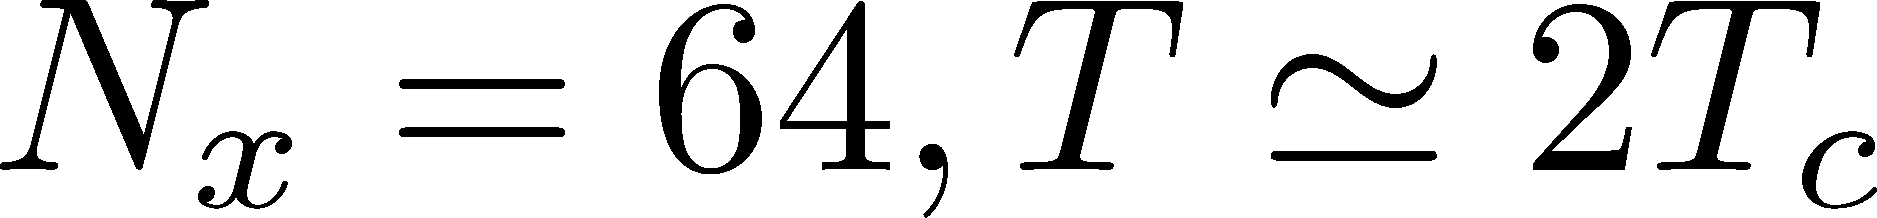 N_x = 64, T ≃ 2T_c